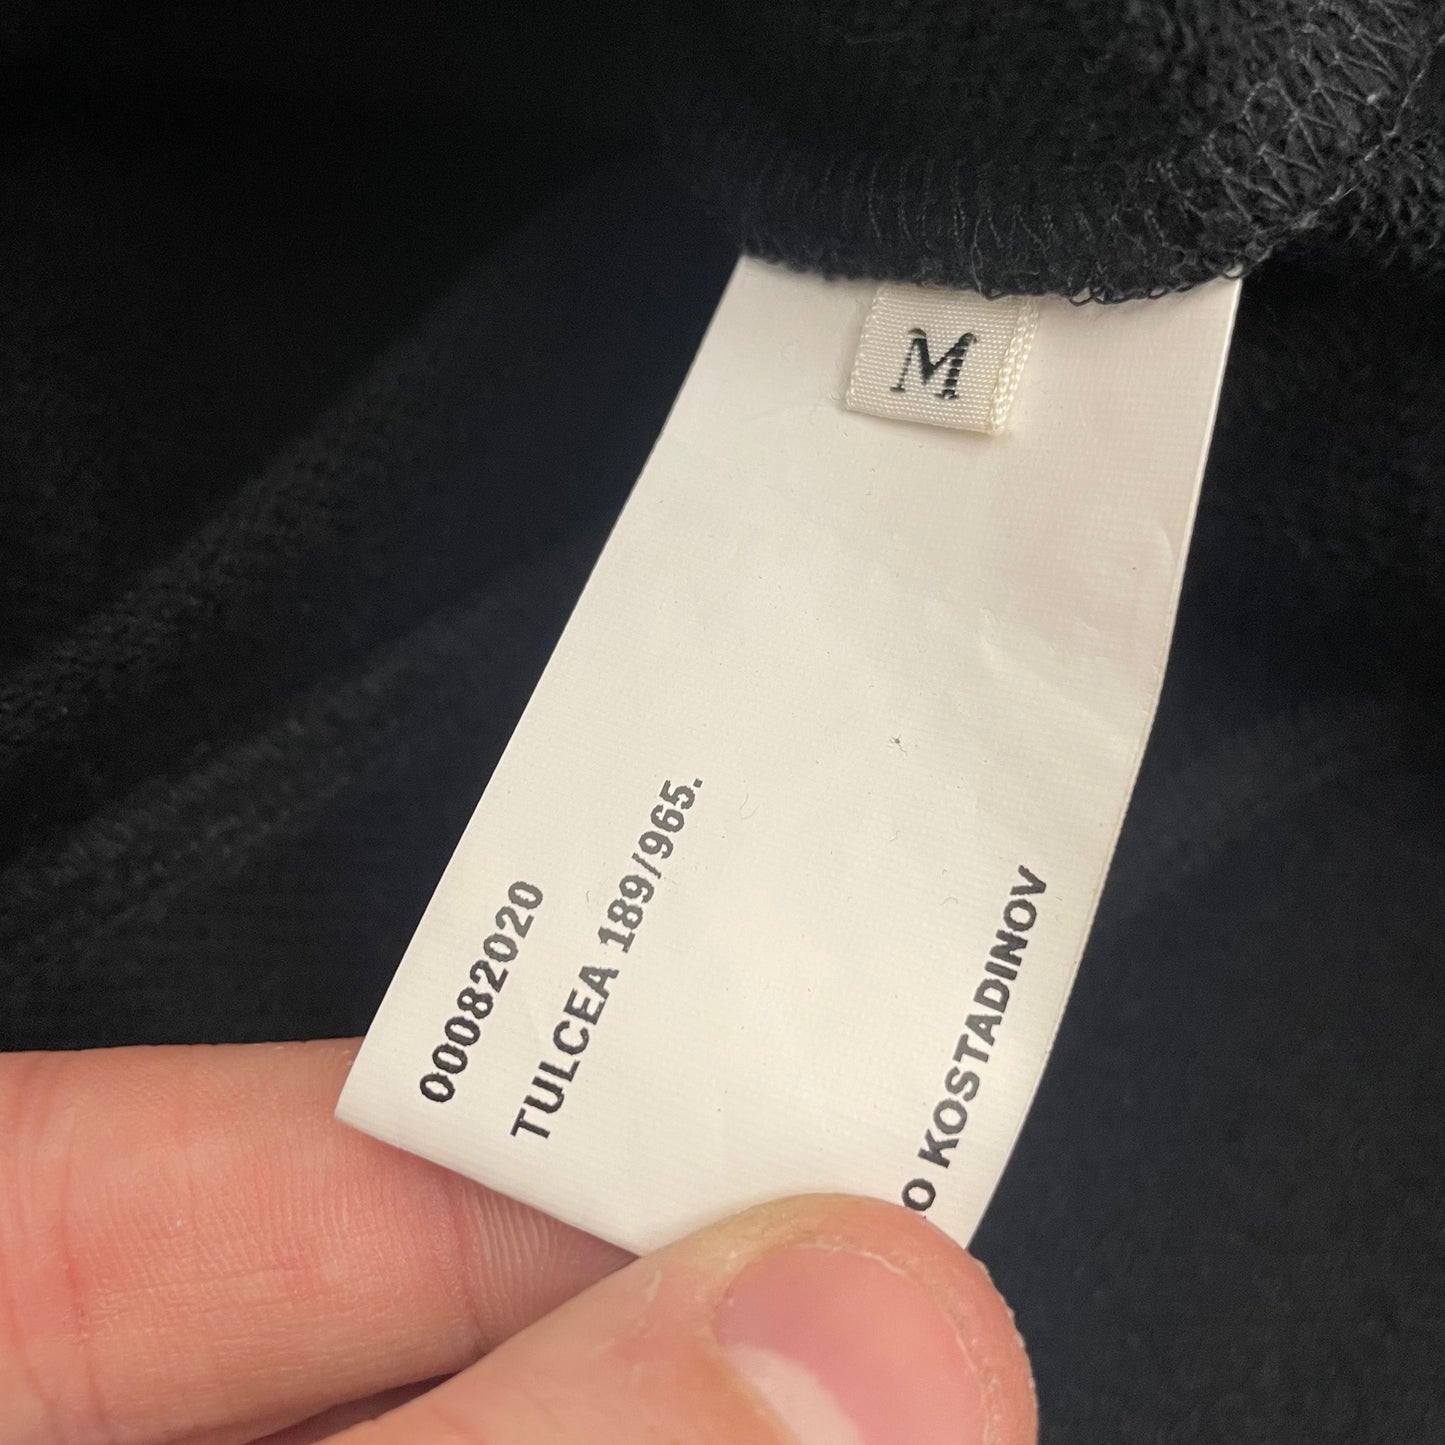 M
00082020
TULCEA 189/965.
O KOSTADINOV